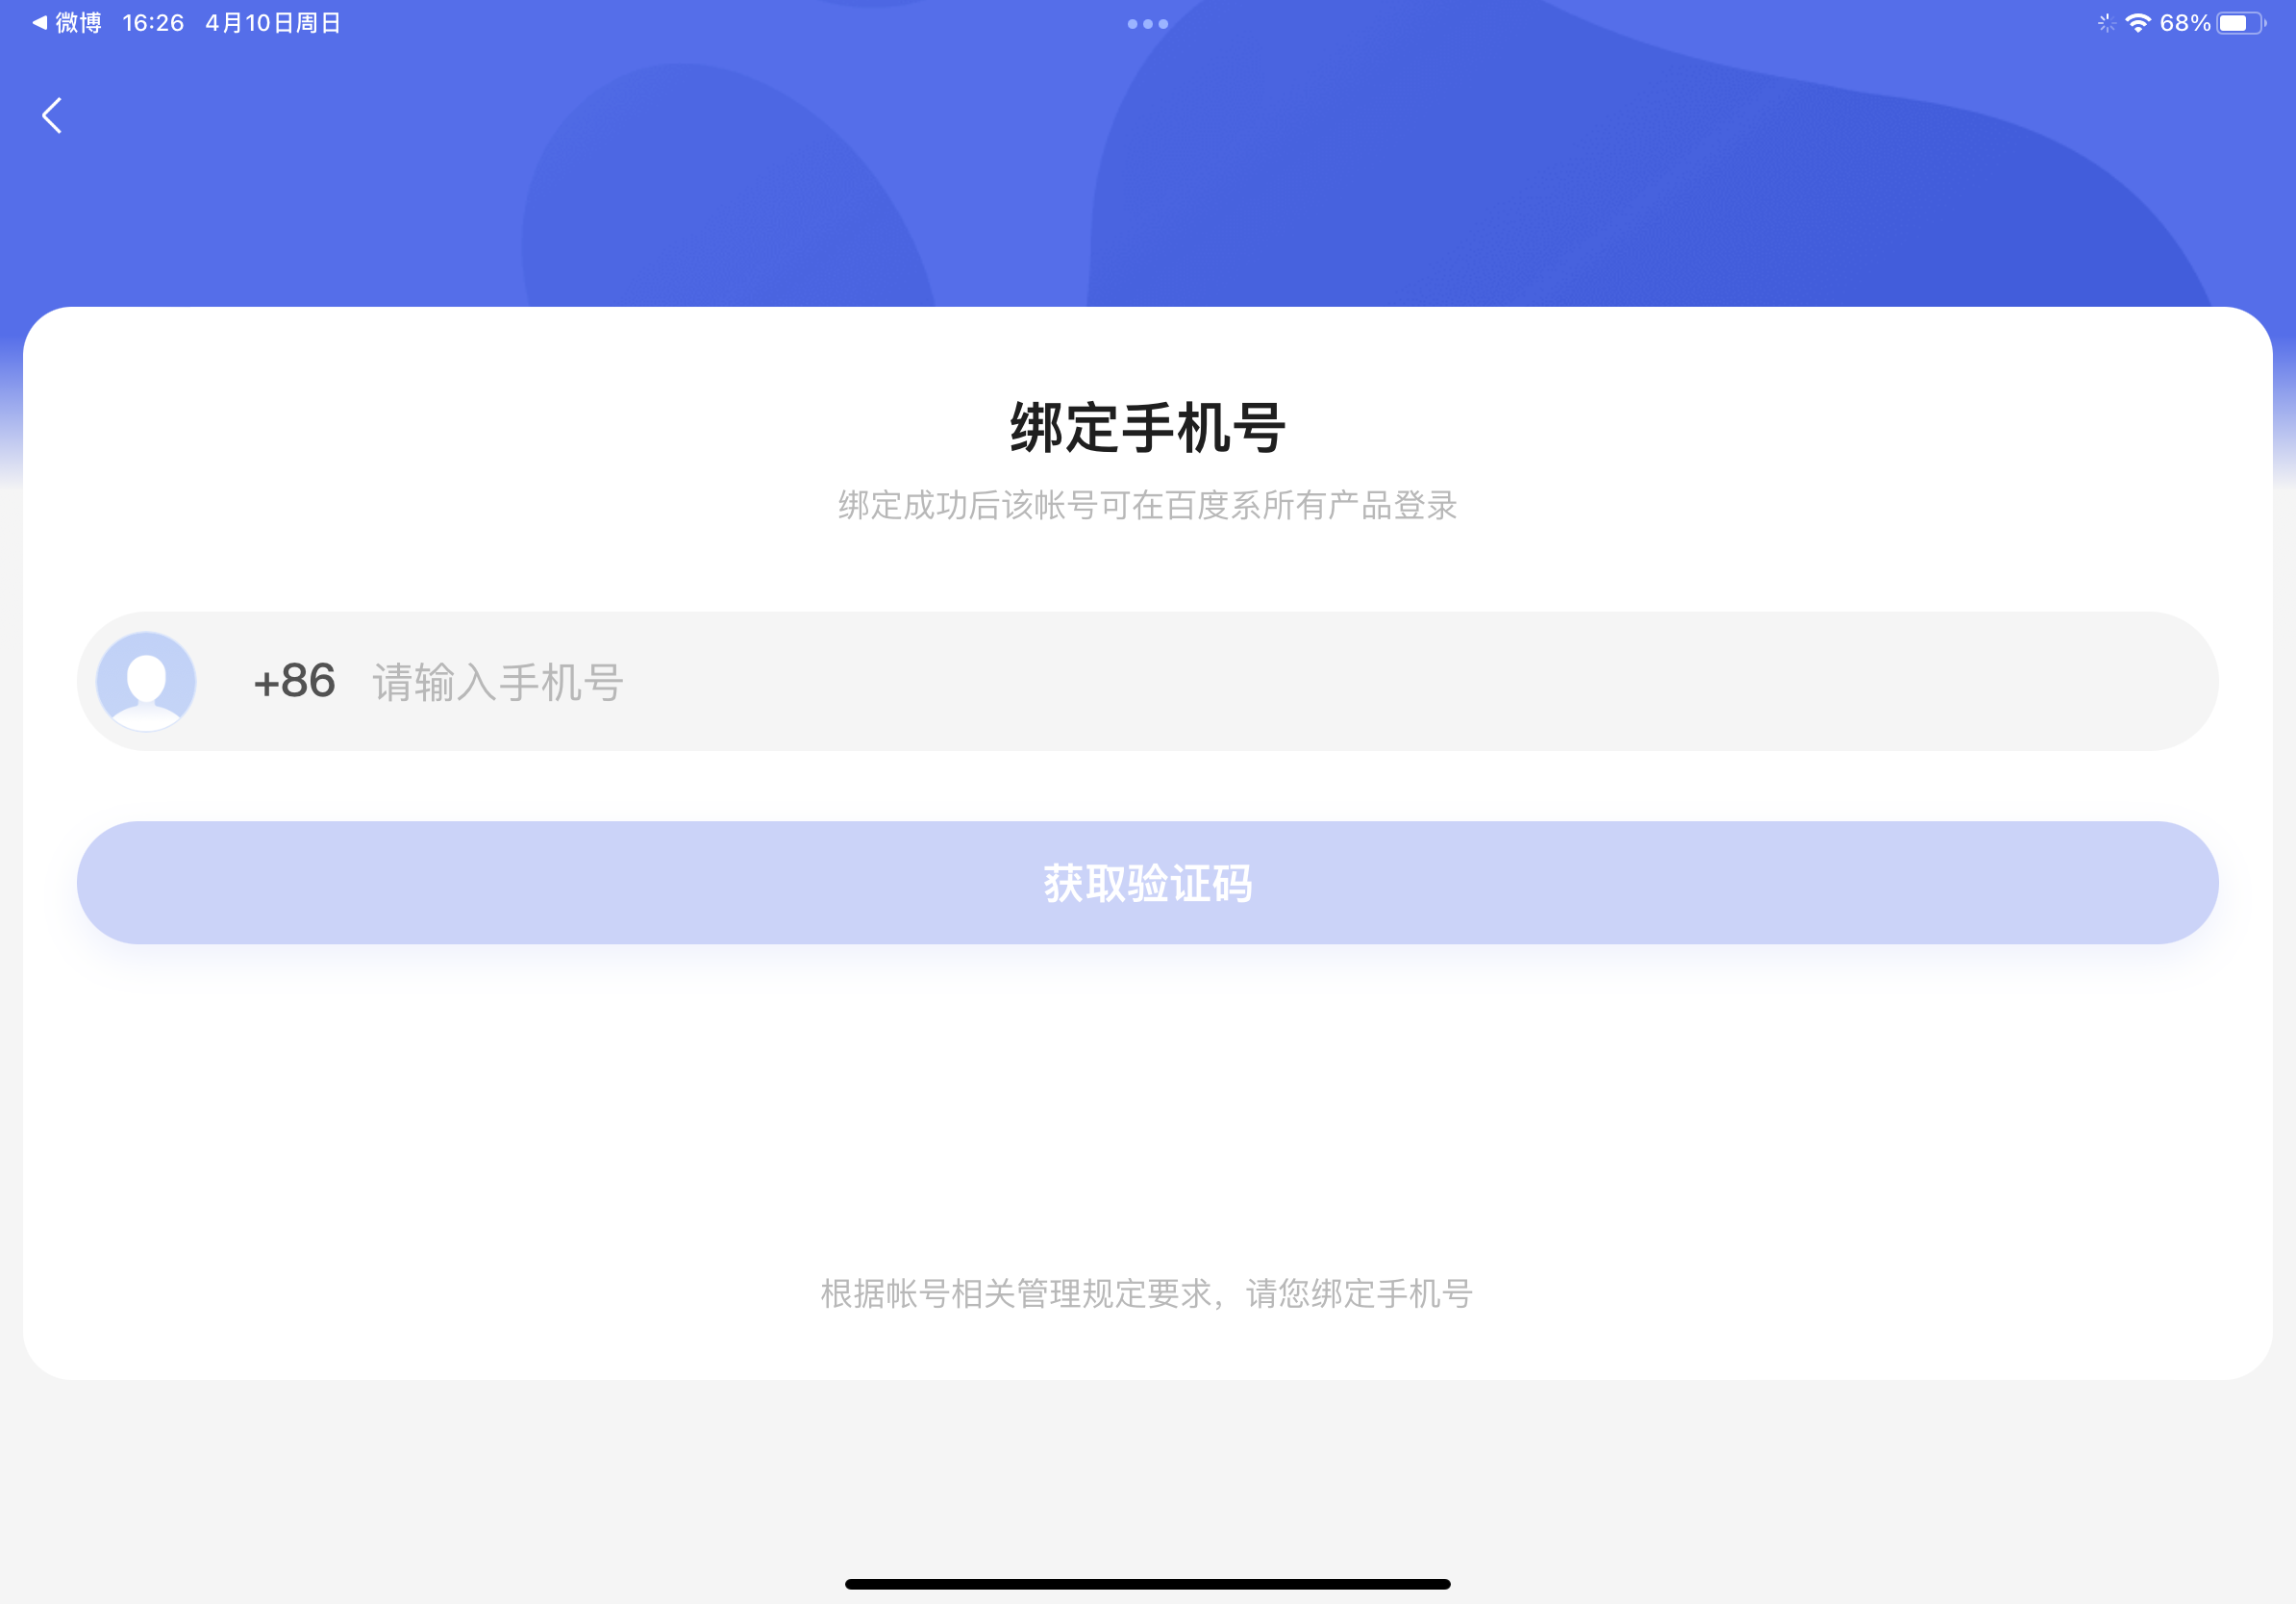 微博 16:26 4月10日周日 68%
绑定手机号
绑定成功后该帐号可在百度系所有产品登录
+86 请输入手机号
获取验证码
根据帐号相关管理规定要求，请您绑定手机号